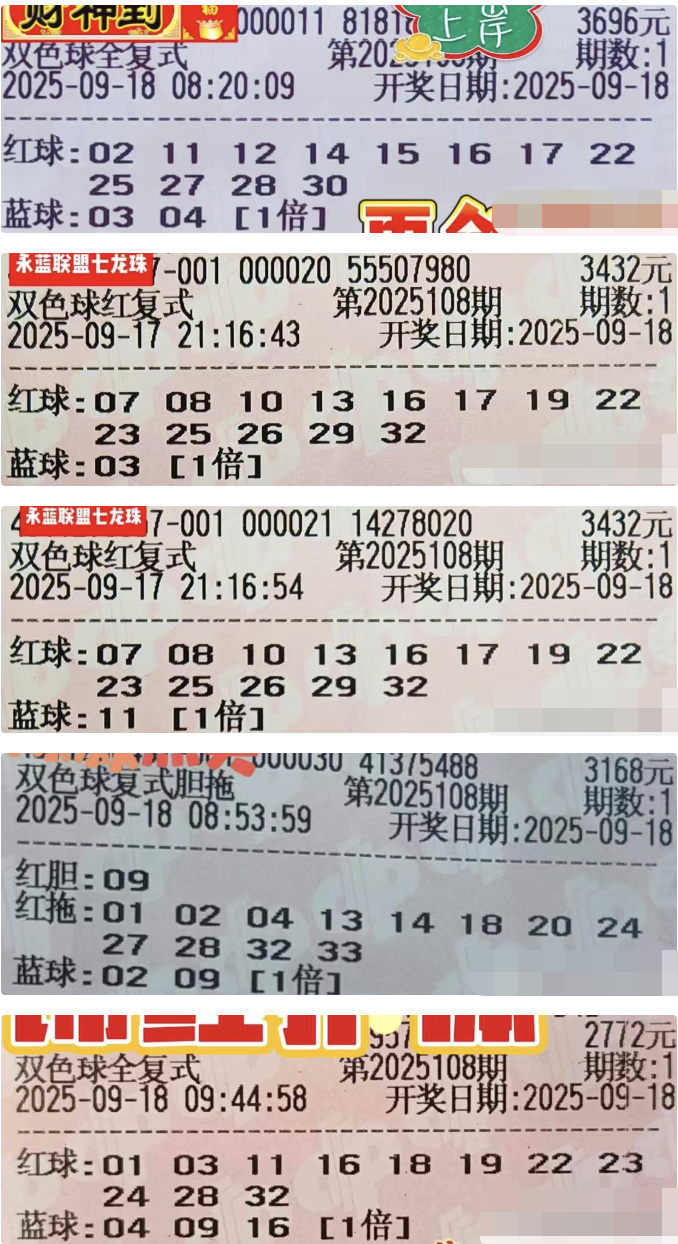 财神到 福 000011 8181 上岸 3696元
双色球全复式 第202 期数:1
2025-09-18 08:20:09 开奖日期:2025-09-18
红球:02 11 12 14 15 16 17 22
25 27 28 30
蓝球:03 04 [1倍]
永蓝联盟七龙珠 7-001 000020 55507980 3432元
双色球红复式 第2025108期 期数:1
2025-09-17 21:16:43 开奖日期:2025-09-18
红球:07 08 10 13 16 17 19 22
23 25 26 29 32
蓝球:03 [1倍]
永蓝联盟七龙珠 7-001 000021 14278020 3432元
双色球红复式 第2025108期 期数:1
2025-09-17 21:16:54 开奖日期:2025-09-18
红球:07 08 10 13 16 17 19 22
23 25 26 29 32
蓝球:11 [1倍]
000030 41375488 3168元
双色球复式胆拖 第2025108期 期数:1
2025-09-18 08:53:59 开奖日期:2025-09-18
红胆:09
红拖:01 02 04 13 14 18 20 24
27 28 32 33
蓝球:02 09 [1倍]
2772元
双色球全复式 第2025108期 期数:1
2025-09-18 09:44:58 开奖日期:2025-09-18
红球:01 03 11 16 18 19 22 23
24 28 32
蓝球:04 09 16 [1倍]